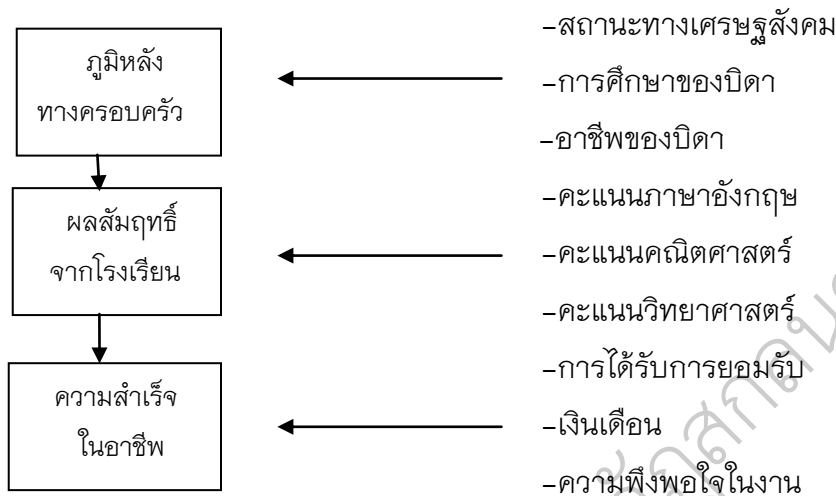 ภูมิหลัง
ทางครอบครัว
-สถานะทางเศรษฐสังคม
-การศึกษาของบิดา
-อาชีพของบิดา
ผลสัมฤทธิ์
จากโรงเรียน
-คะแนนภาษาอังกฤษ
-คะแนนคณิตศาสตร์
-คะแนนวิทยาศาสตร์
ความสำเร็จ
ในอาชีพ
-การได้รับการยอมรับ
-เงินเดือน
-ความพึงพอใจในงาน